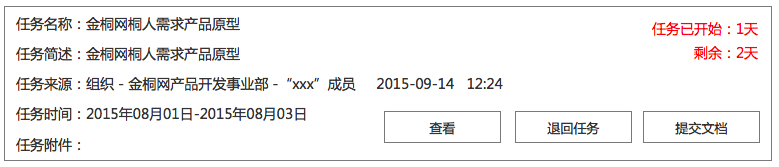 任务名称：金桐网桐人需求产品原型
任务已开始：1天
任务简述：金桐网桐人需求产品原型
剩余：2天
任务来源：组织 - 金桐网产品开发事业部 - “xxx” 成员 2015-09-14 12:24
任务时间：2015年08月01日-2015年08月03日
查看 退回任务 提交文档
任务附件：